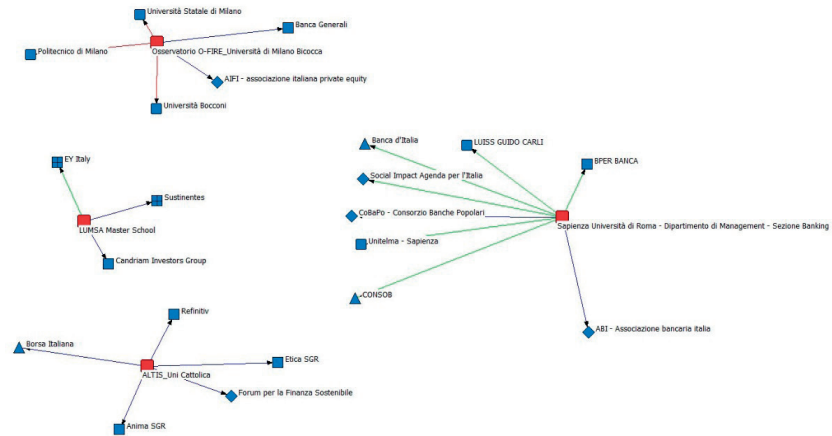 Università Statale di Milano
Banca Generali
Politecnico di Milano
Osservatorio O-FIRE_Università di Milano Bicocca
AIFI - associazione italiana private equity
Università Bocconi
Banca d'Italia
LUISS GUIDO CARLI
BPER BANCA
EY Italy
Social Impact Agenda per l'Italia
Sustinentes
CoBaPo - Consorzio Banche Popolari
LUMSA Master School
Sapienza Università di Roma - Dipartimento di Management - Sezione Banking
Unitelma - Sapienza
Candriam Investors Group
CONSOB
Refinitiv
ABI - Associazione bancaria italia
Borsa Italiana
Etica SGR
ALTIS_Uni Cattolica
Forum per la Finanza Sostenibile
Anima SGR